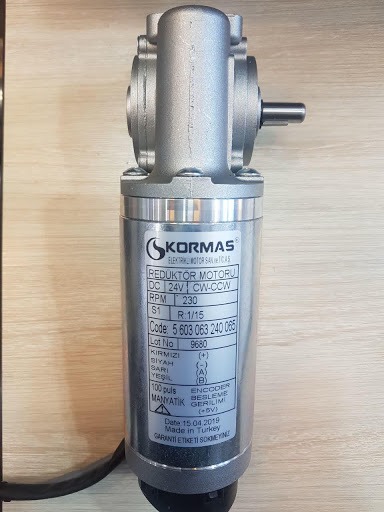 KORMAS®
ELEKTRİKLİ MOTOR SAN.ve TİC.A.Ş.
REDÜKTÖR MOTORU
DC 24V CW-CCW
RPM 230
S1 R:1/15
Code: 5 603 063 240 065
Lot No 9680
KIRMIZI (+)
SİYAH (-)
SARI (A)
YEŞİL (B)
100 puls MANYATİK ENCODER BESLEME GERİLİMİ (+5V)
Date 15.04.2019
Made in Turkey
GARANTİ ETİKETİ SÖKMEYİNİZ